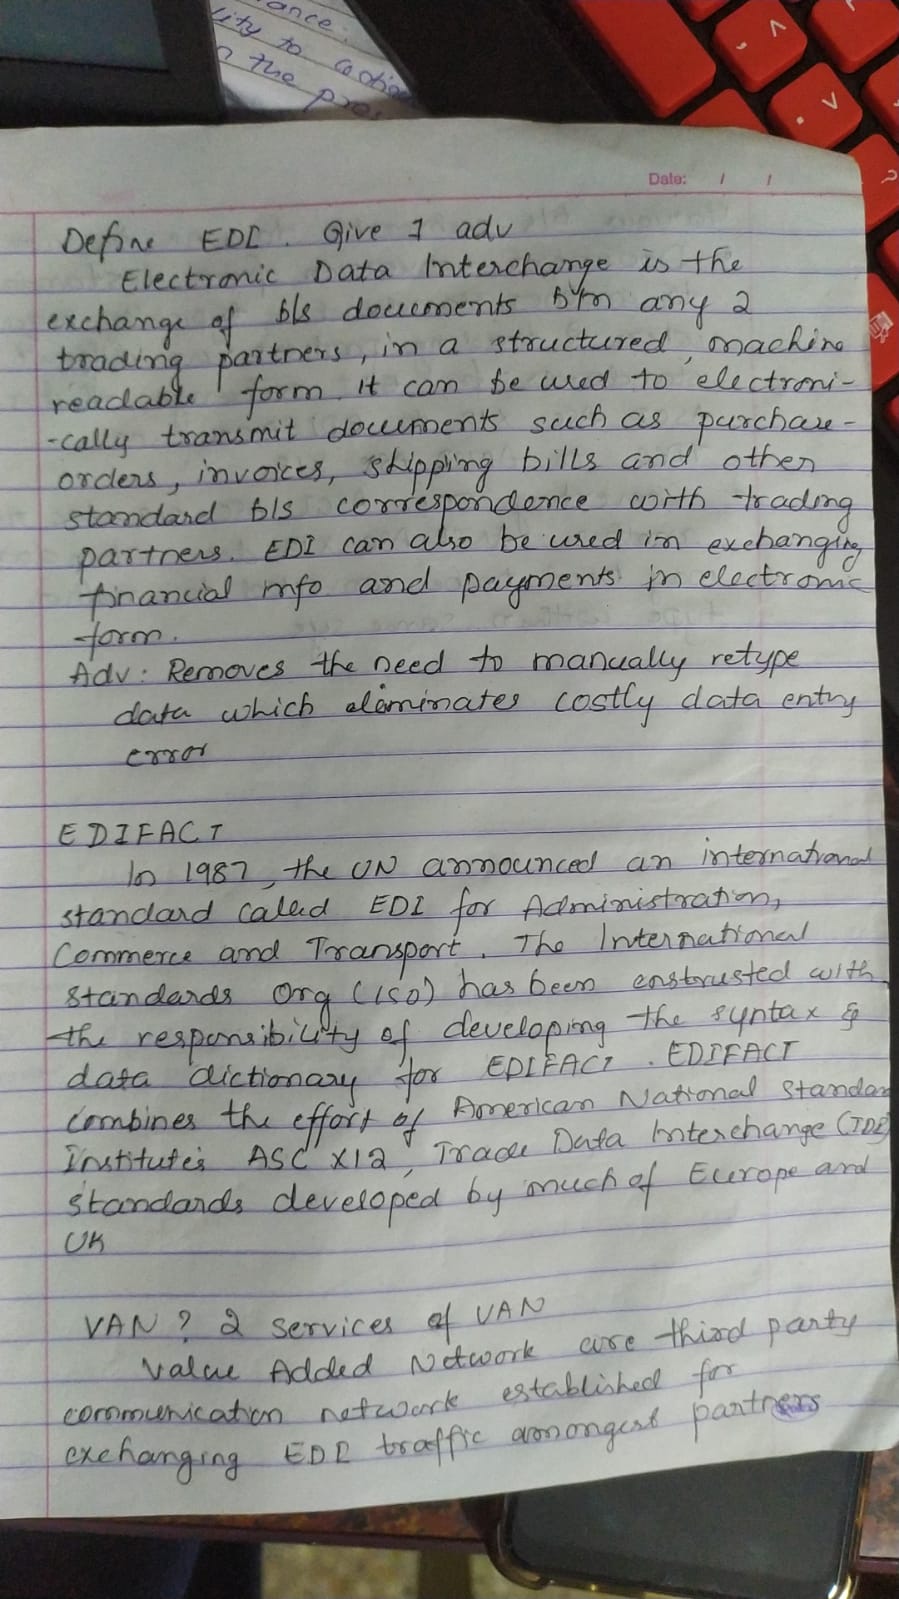 ance.
lity to
n the pro
Date: / /
Define EDI. Give 1 adv
Electronic Data Interchange is the
exchange of b/s documents b/n any 2
trading partners, in a structured, machine
readable form. It can be used to electroni-
-cally transmit documents such as purchase-
orders, invoices, shipping bills and other
standard b/s correspondence with trading
partners. EDI can also be used in exchanging
financial info and payments in electronic
form.
Adv: Removes the need to manually retype
data which eliminates costly data entry
error
EDIFACT
In 1987, the UN announced an international
standard called EDI for Administration,
Commerce and Transport. The International
Standards Org (ISO) has been enstrusted with
the responsibility of developing the syntax &
data dictionary for EDIFACT. EDIFACT
combines the effort of American National Standar
Institute's ASC X12, Trade Data Interchange (TDI)
standards developed by much of Europe and
UK
VAN? 2 services of VAN
Value Added Network are third party
communication network established for
exchanging EDI traffic amongest partners